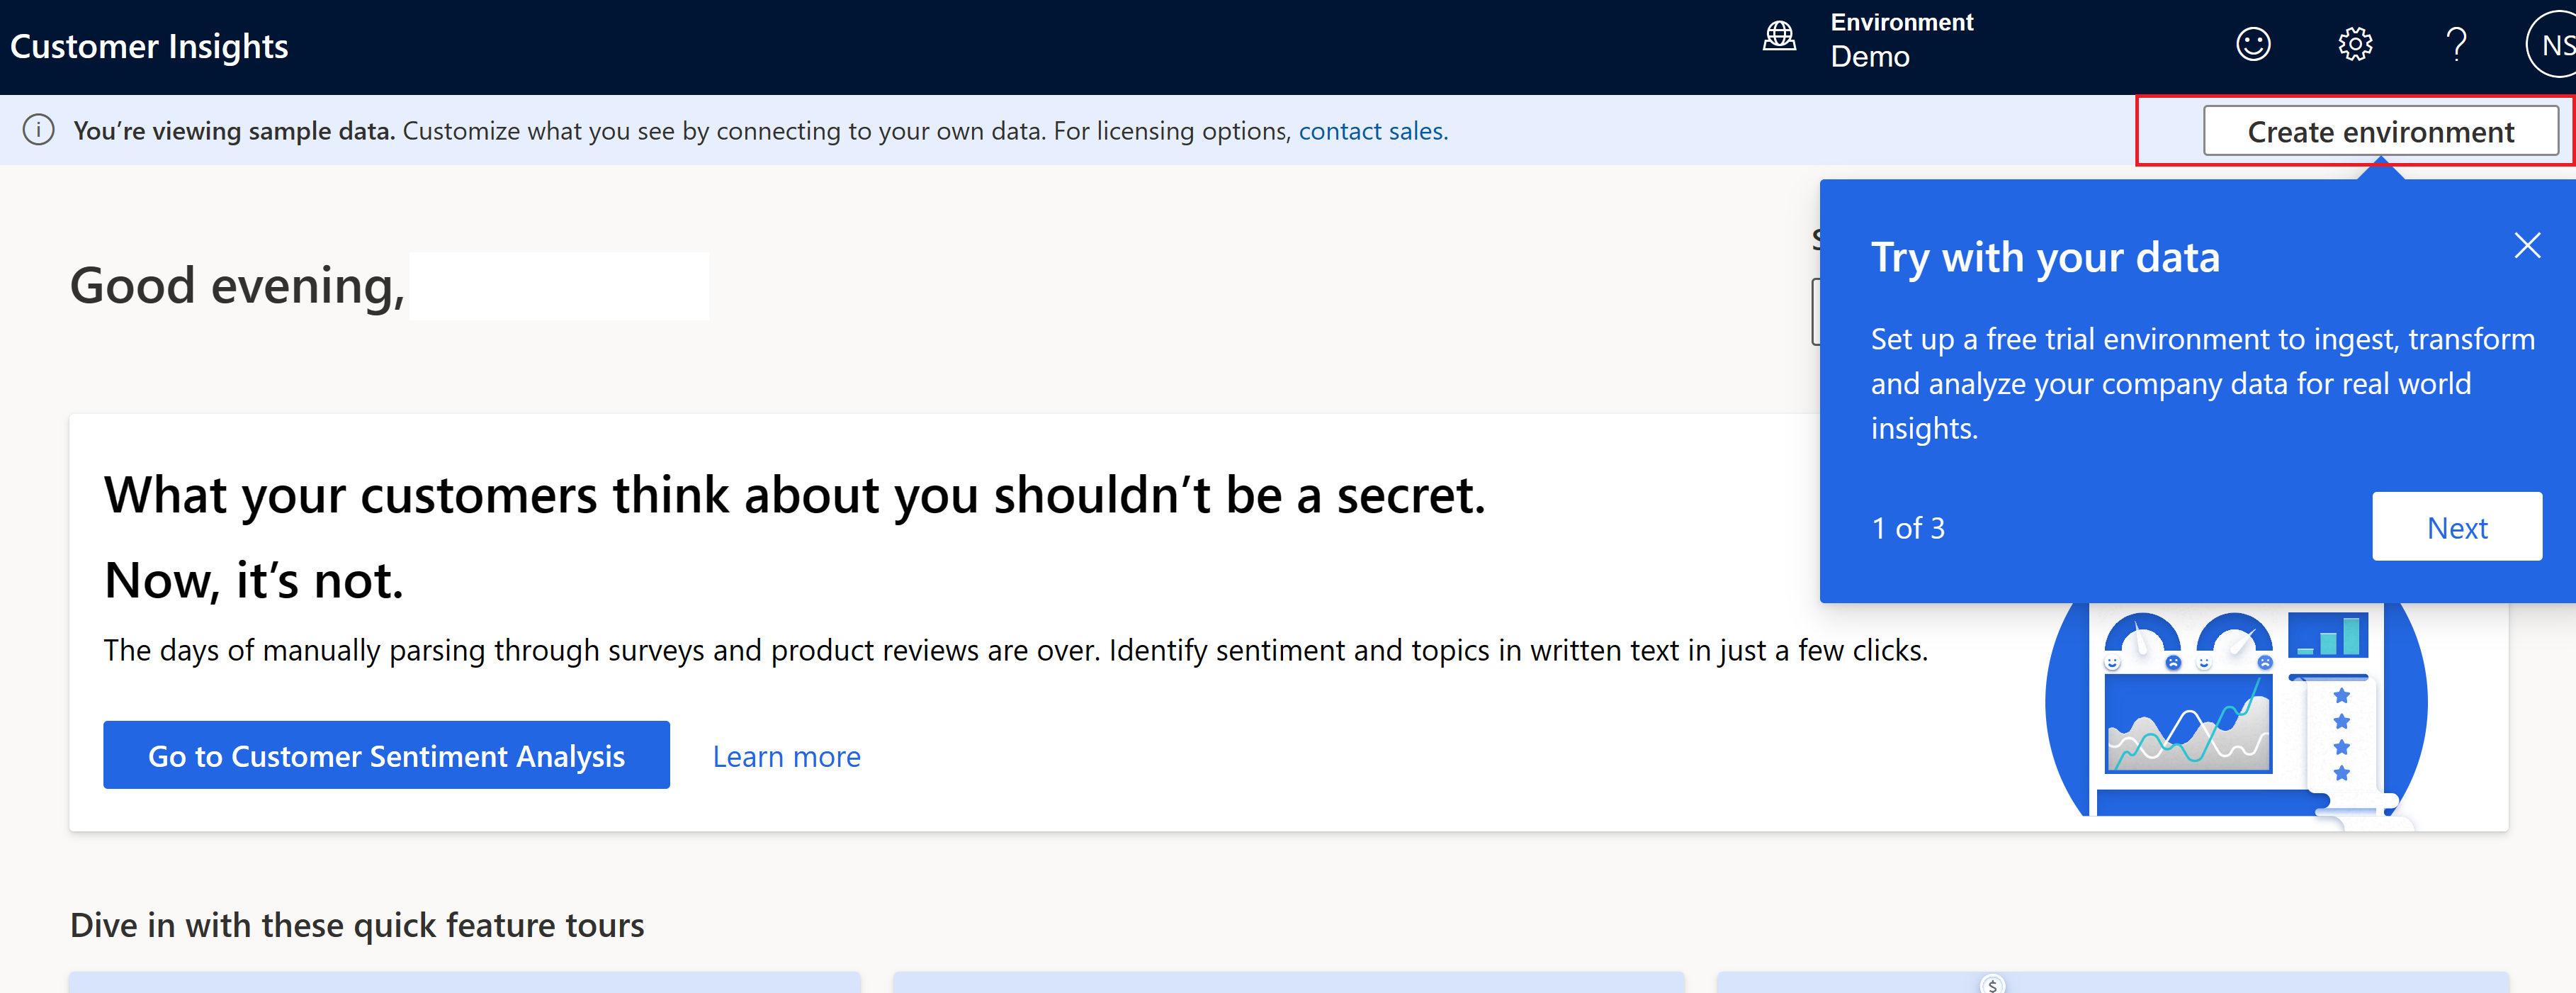 Customer Insights
Environment
Demo
NS
You're viewing sample data. Customize what you see by connecting to your own data. For licensing options, contact sales.
Create environment
Good evening,
Try with your data
Set up a free trial environment to ingest, transform
and analyze your company data for real world
insights.
1 of 3
Next
What your customers think about you shouldn't be a secret.
Now, it's not.
The days of manually parsing through surveys and product reviews are over. Identify sentiment and topics in written text in just a few clicks.
Go to Customer Sentiment Analysis
Learn more
Dive in with these quick feature tours
$